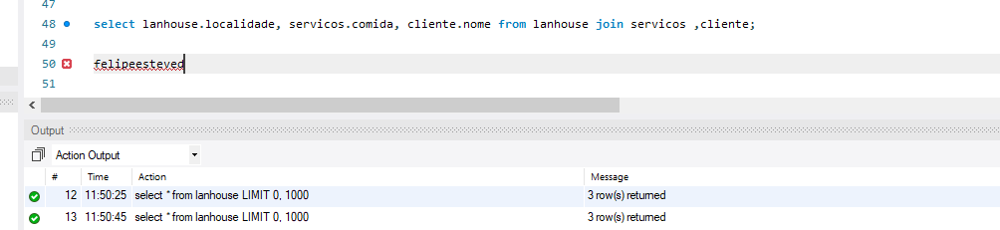 47
48 select lanhouse.localidade, servicos.comida, cliente.nome from lanhouse join servicos ,cliente;
49
50 felipeesteved
51
Output
Action Output
# Time Action Message
12 11:50:25 select * from lanhouse LIMIT 0, 1000 3 row(s) returned
13 11:50:45 select * from lanhouse LIMIT 0, 1000 3 row(s) returned